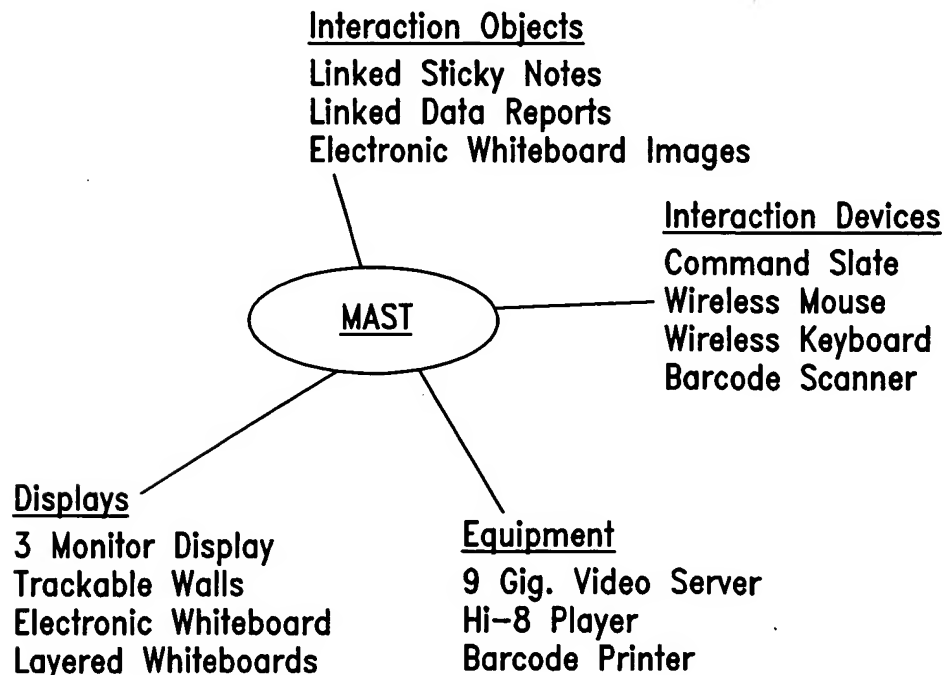 Interaction Objects
Linked Sticky Notes
Linked Data Reports
Electronic Whiteboard Images
Interaction Devices
Command Slate
Wireless Mouse
Wireless Keyboard
Barcode Scanner
MAST
Displays
3 Monitor Display
Trackable Walls
Electronic Whiteboard
Layered Whiteboards
Equipment
9 Gig. Video Server
Hi-8 Player
Barcode Printer